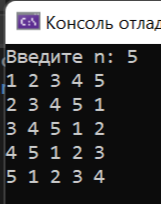 Консоль отлад
Введите n: 5
1 2 3 4 5
2 3 4 5 1
3 4 5 1 2
4 5 1 2 3
5 1 2 3 4